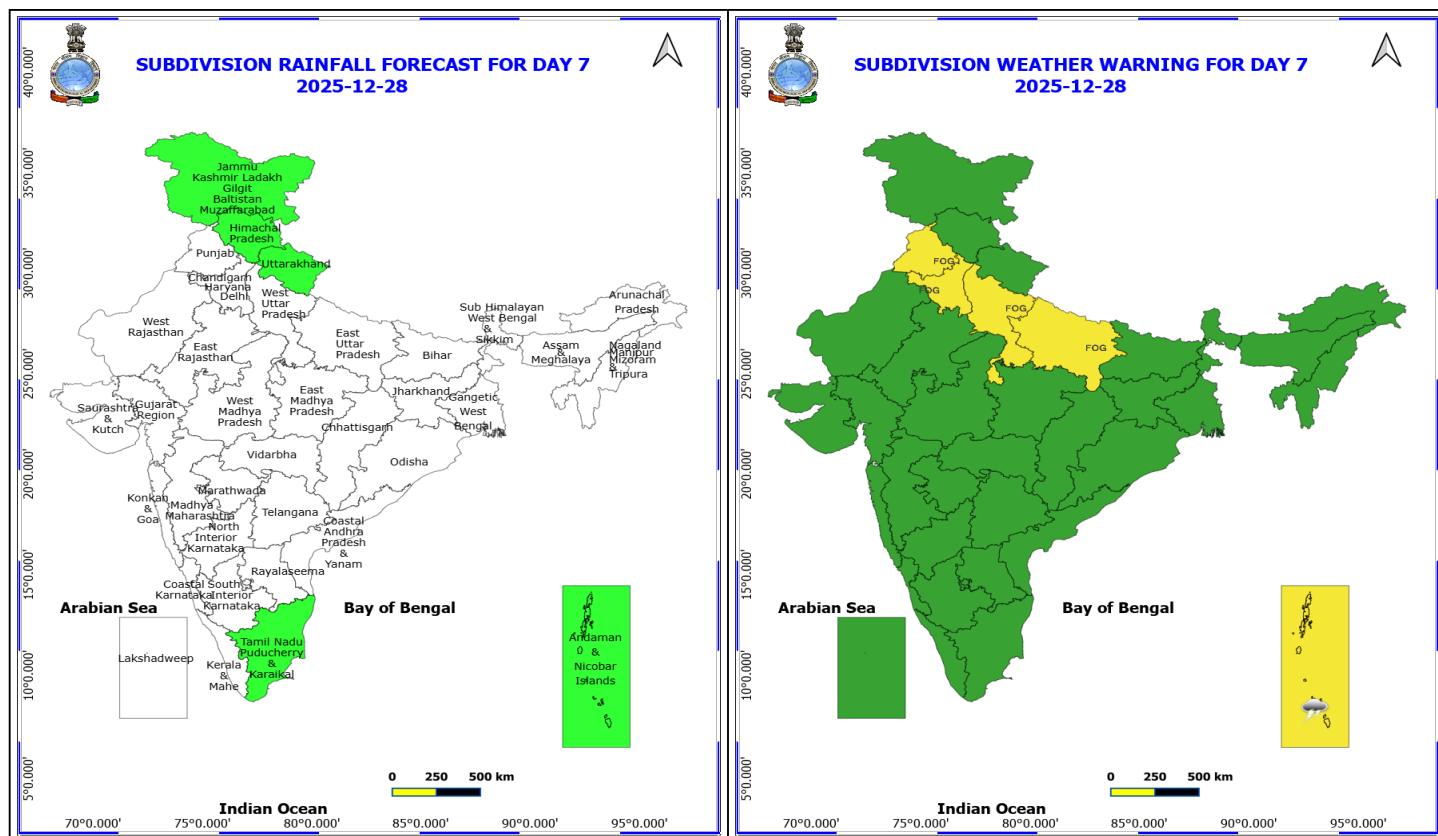 SUBDIVISION RAINFALL FORECAST FOR DAY 7
2025-12-28
40°0.000'
35°0.000'
30°0.000'
25°0.000'
20°0.000'
15°0.000'
10°0.000'
5°0.000'
Jammu
Kashmir Ladakh
Gilgit
Baltistan
Muzaffarabad
Himachal
Pradesh
Punjab
Uttarakhand
Chandigarh
Haryana
Delhi
West
Uttar
Pradesh
West
Rajasthan
East
Rajasthan
East
Uttar
Pradesh
Bihar
Sub Himalayan
West Bengal
&
Sikkim
Arunachal
Pradesh
Assam
&
Meghalaya
Nagaland
Manipur
Mizoram
&
Tripura
Saurashtra
&
Kutch
Gujarat
Region
West
Madhya
Pradesh
East
Madhya
Pradesh
Jharkhand
Gangetic
West
Bengal
Chhattisgarh
Vidarbha
Odisha
Konkan
&
Goa
Madhya
Maharashtra
Marathwada
Telangana
North
Interior
Karnataka
Coastal
Andhra
Pradesh
&
Yanam
Rayalaseema
Coastal
Karnataka
South
Interior
Karnataka
Arabian Sea
Bay of Bengal
Lakshadweep
Kerala
&
Mahe
Tamil Nadu
Puducherry
&
Karaikal
Andaman
&
Nicobar
Islands
0 250 500 km
Indian Ocean
70°0.000' 75°0.000' 80°0.000' 85°0.000' 90°0.000' 95°0.000'
SUBDIVISION WEATHER WARNING FOR DAY 7
2025-12-28
40°0.000'
35°0.000'
30°0.000'
25°0.000'
20°0.000'
15°0.000'
10°0.000'
5°0.000'
FOG
FOG
FOG
FOG
Arabian Sea
Bay of Bengal
0 250 500 km
Indian Ocean
70°0.000' 75°0.000' 80°0.000' 85°0.000' 90°0.000' 95°0.000'